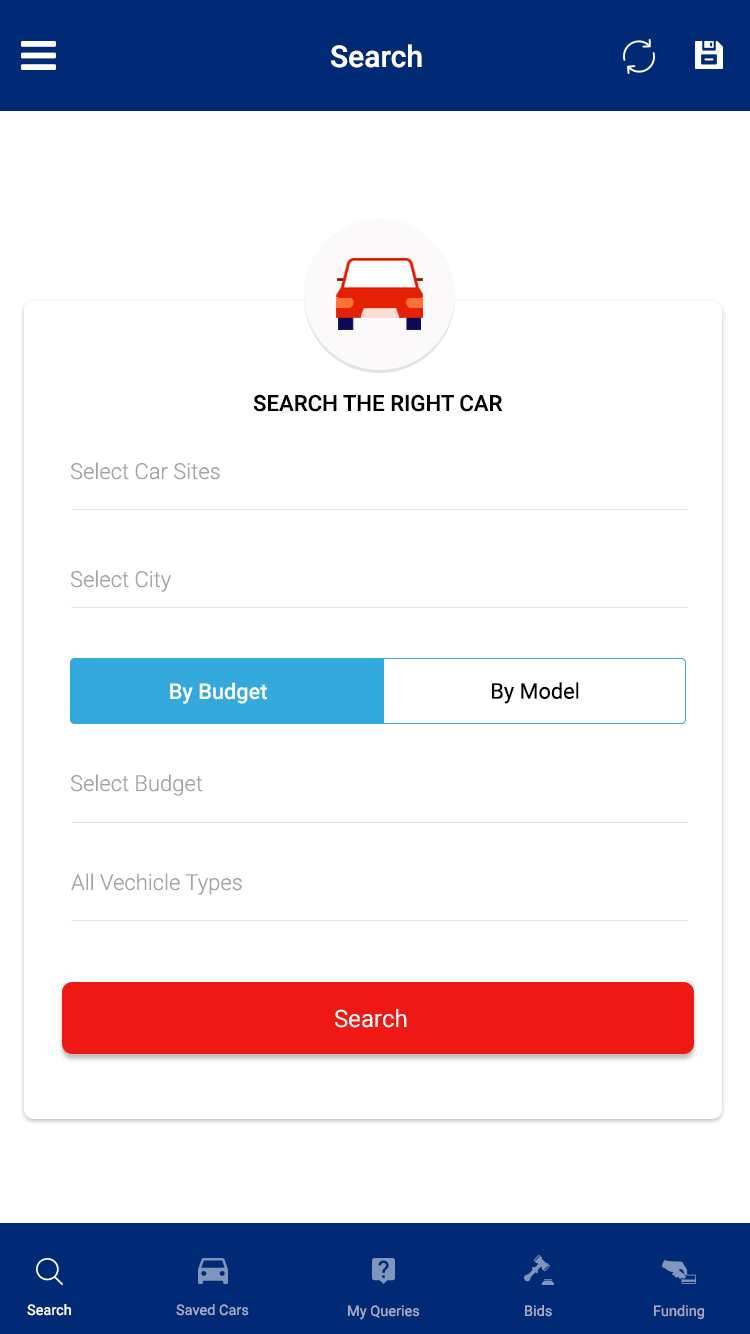 Search
SEARCH THE RIGHT CAR
Select Car Sites
Select City
By Budget By Model
Select Budget
All Vechicle Types
Search
Search Saved Cars My Queries Bids Funding